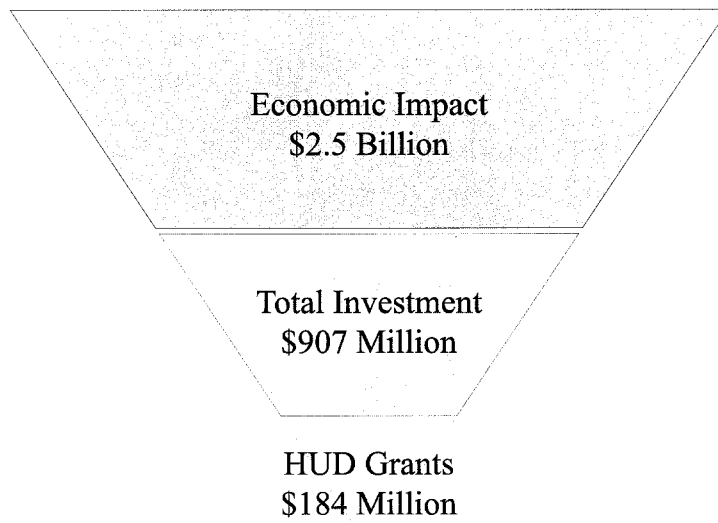 Economic Impact
$2.5 Billion
Total Investment
$907 Million
HUD Grants
$184 Million